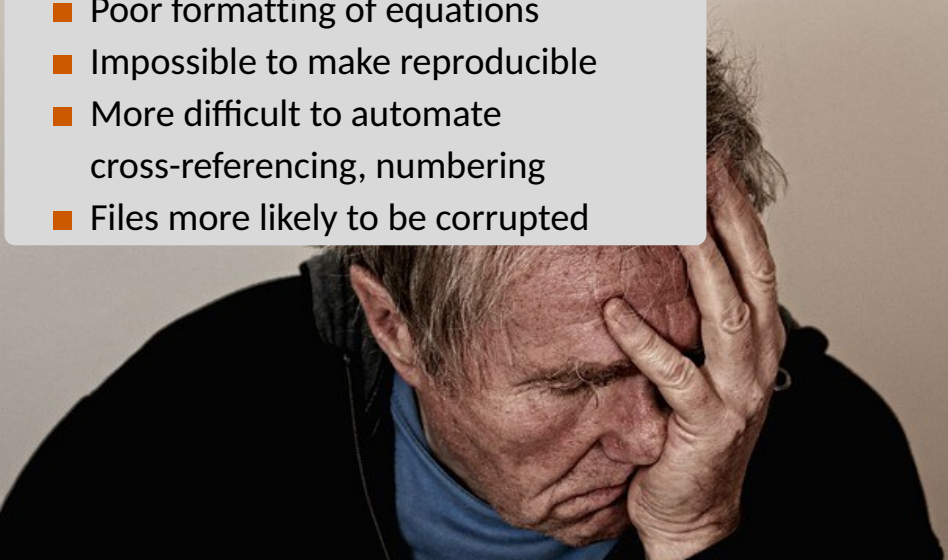 Poor formatting of equations
Impossible to make reproducible
More difficult to automate
cross-referencing, numbering
Files more likely to be corrupted